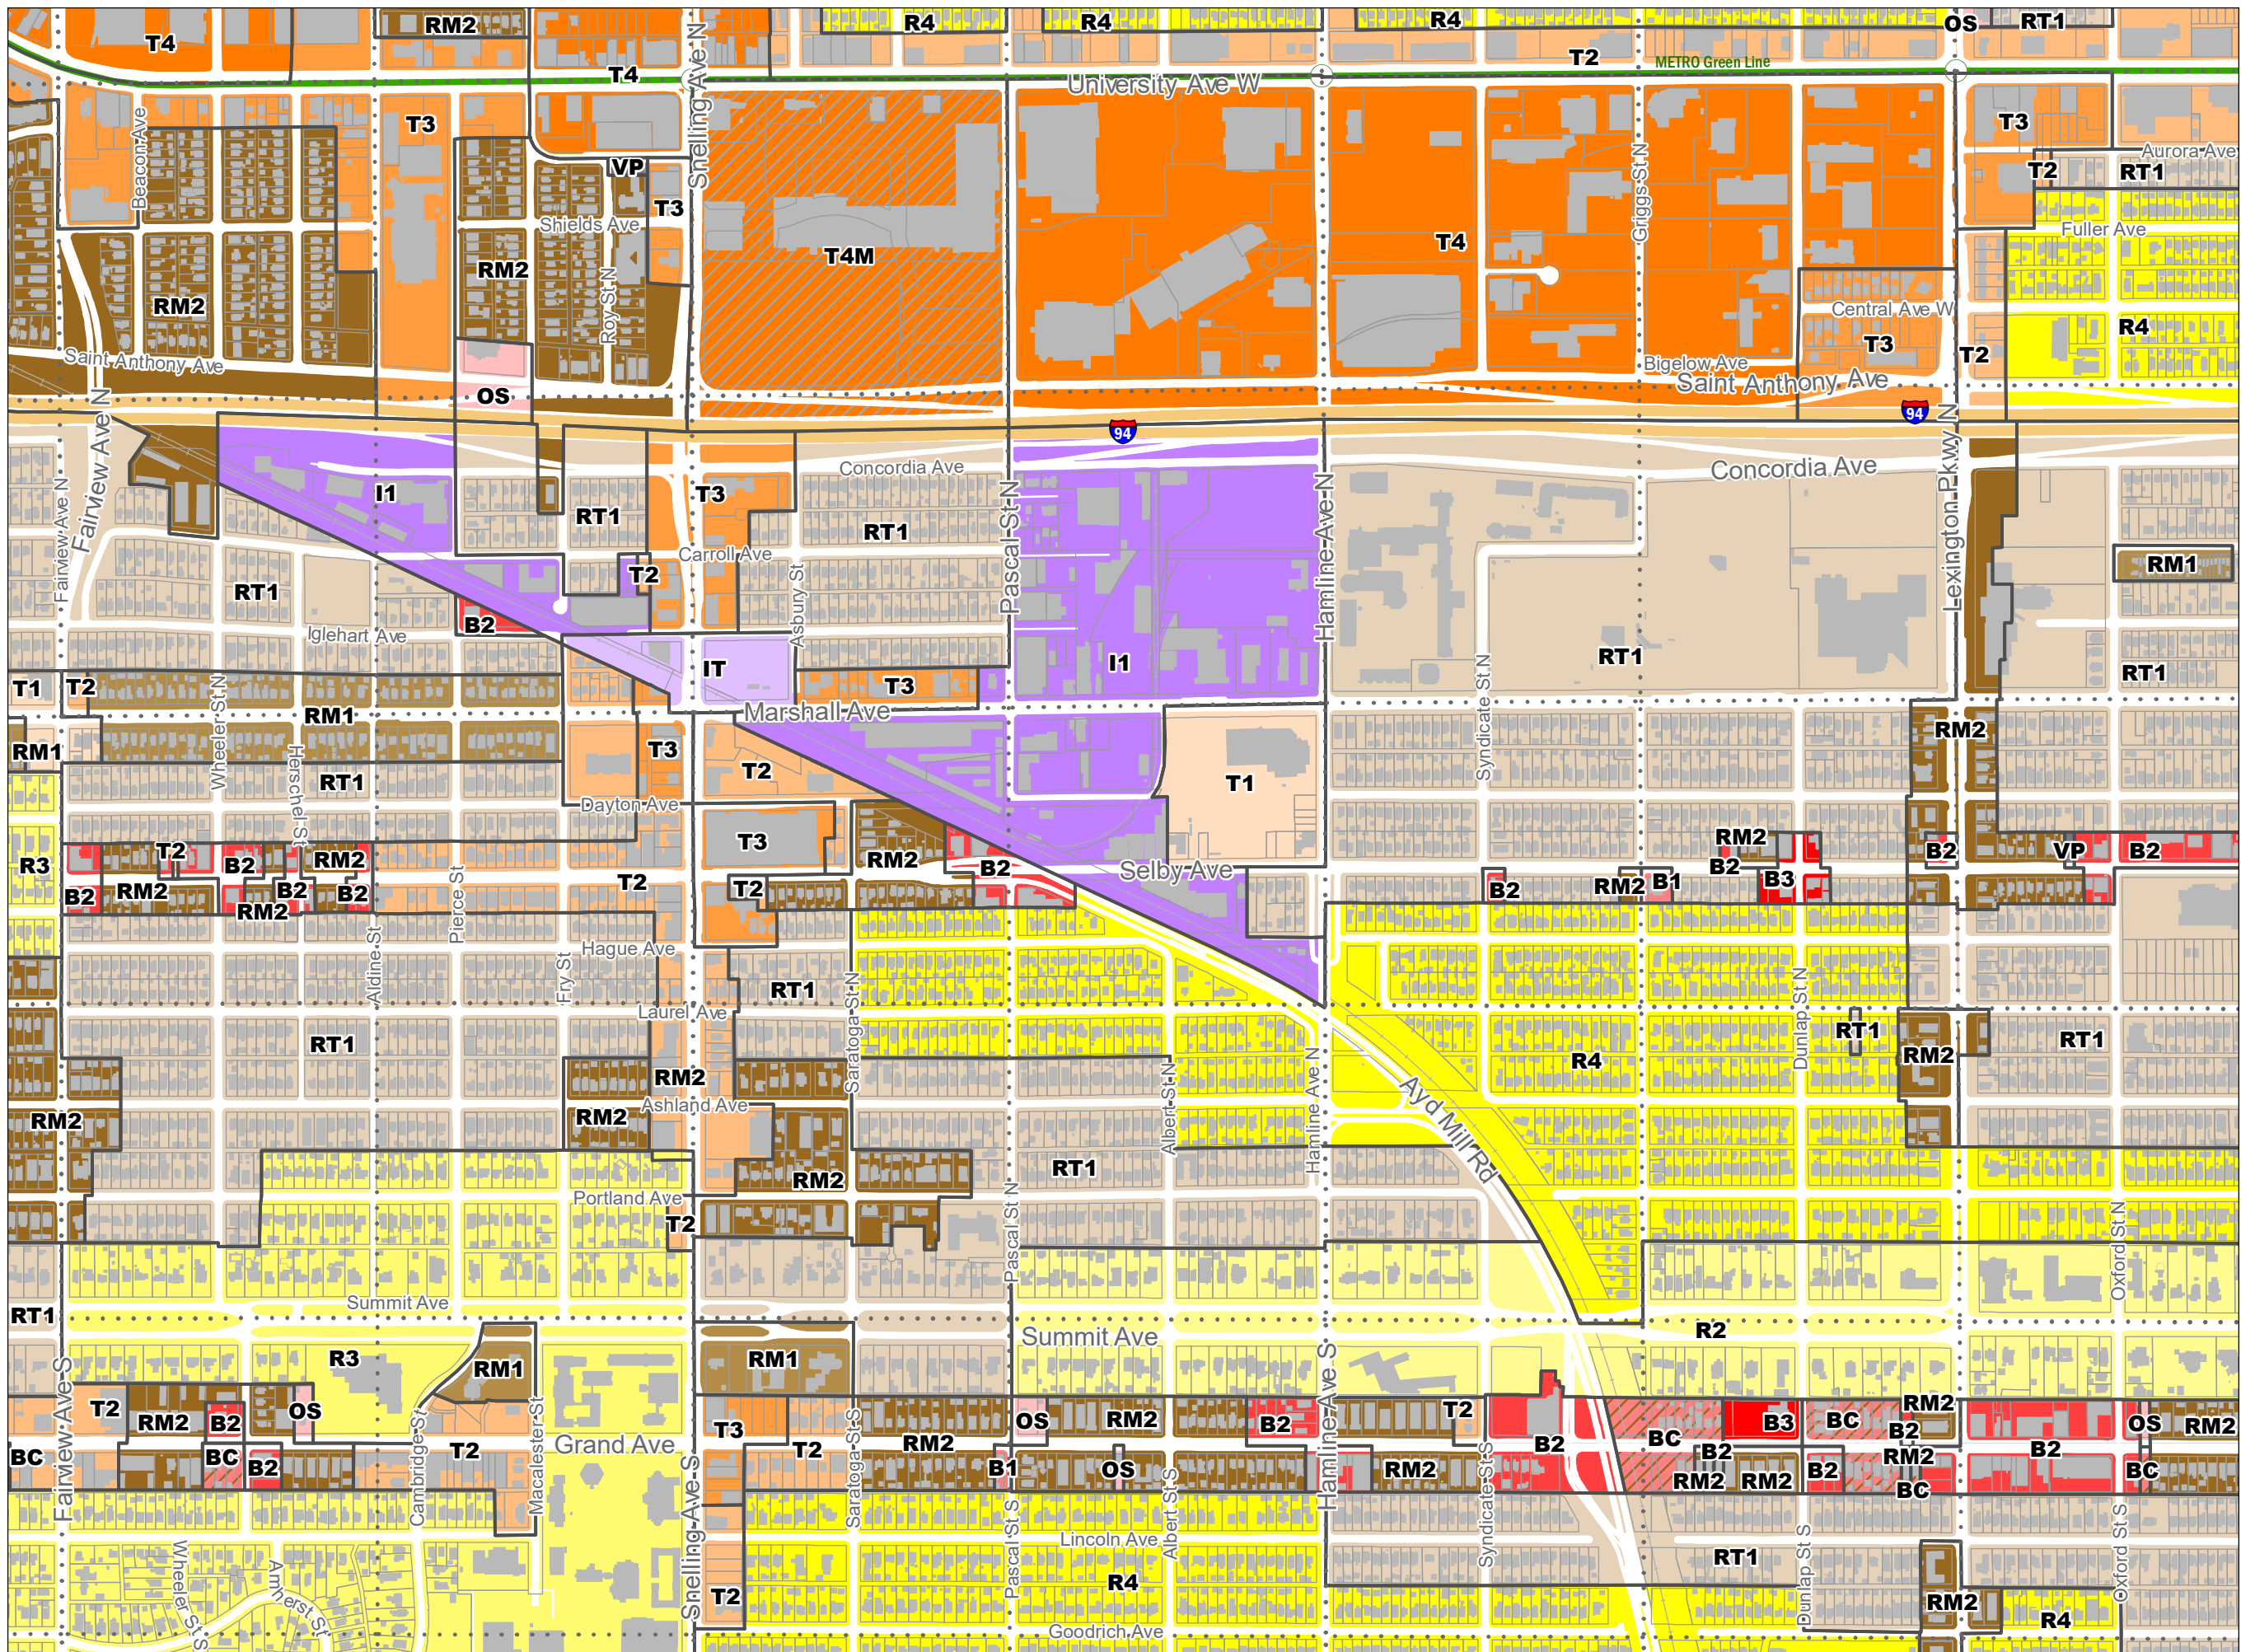 RM2
R4
R4
R4
OS
RT1
T4
T4
T2
METRO Green Line
University Ave W
Snelling Ave N
Beacon Ave
T3
VP
T3
Shields Ave
RM2
RM2
Roy St N
T4M
T4
Griggs St N
T3
Aurora Ave
T2
RT1
Fuller Ave
Central Ave W
R4
T3
T2
Saint Anthony Ave
Bigelow Ave
Saint Anthony Ave
OS
94
94
Fairview Ave N
Fairview Ave N
Concordia Ave
Concordia Ave
I1
T3
RT1
RT1
Pascal St N
Hamline Ave N
Lexington Pkwy N
Carroll Ave
T2
RM1
RT1
Asbury St
B2
Iglehart Ave
IT
I1
RT1
RT1
T1
T2
T3
Syndicate St N
RM1
Marshall Ave
Wheeler St N
RM1
Herschel St
T3
RM2
RT1
T2
T1
Dayton Ave
R3
T2
B2
RM2
T3
RM2
B2
Selby Ave
RM2
B2
B2
VP
B2
B2
RM2
RM2
B2
B2
T2
T2
B2
RM2
B1
B3
Pierce St
Hague Ave
Aldine St
Fry St
RT1
Saratoga St N
Laurel Ave
Dunlap St N
RT1
RT1
RM2
RT1
R4
RM2
Ashland Ave
RM2
RM2
Albert St N
Hamline Ave N
Ayd Mill Rd
RT1
RM2
Portland Ave
T2
Pascal St N
Oxford St N
RT1
Summit Ave
Summit Ave
R2
R3
RM1
RM1
Fairview Ave S
Hamline Ave S
T2
RM2
B2
OS
T3
OS
RM2
B2
T2
B3
BC
RM2
B2
OS
RM2
BC
BC
B2
T2
Cambridge St
Macalester St
Grand Ave
T2
Saratoga St S
RM2
B1
OS
RM2
B2
BC
B2
RM2
RM2
B2
RM2
BC
B2
BC
Snelling Ave S
Pascal St S
Albert St S
Syndicate St S
Lincoln Ave
Wheeler St S
Amherst St
T2
R4
RT1
Dunlap St S
RM2
Oxford St S
R4
Goodrich Ave